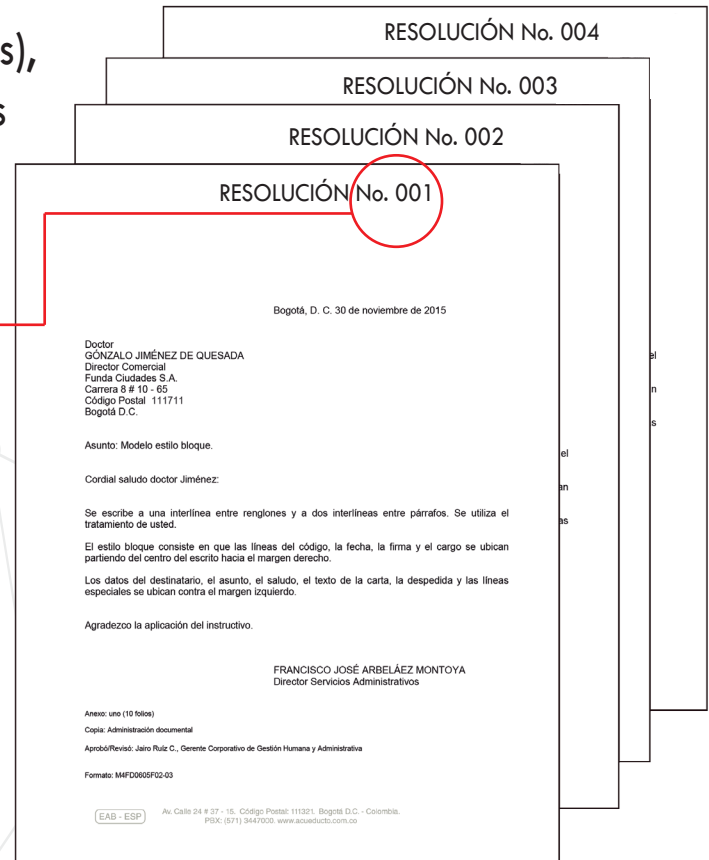 s),
s
RESOLUCIÓN No. 004
RESOLUCIÓN No. 003
RESOLUCIÓN No. 002
RESOLUCIÓN No. 001
Bogotá, D. C. 30 de noviembre de 2015
Doctor
GÓNZALO JIMÉNEZ DE QUESADA
Director Comercial
Funda Ciudades S.A.
Carrera 8 # 10 - 65
Código Postal 111711
Bogotá D.C.
Asunto: Modelo estilo bloque.
Cordial saludo doctor Jiménez:
Se escribe a una interlínea entre renglones y a dos interlíneas entre párrafos. Se utiliza el
tratamiento de usted.
El estilo bloque consiste en que las líneas del código, la fecha, la firma y el cargo se ubican
partiendo del centro del escrito hacia el margen derecho.
Los datos del destinatario, el asunto, el saludo, el texto de la carta, la despedida y las líneas
especiales se ubican contra el margen izquierdo.
Agradezco la aplicación del instructivo.
FRANCISCO JOSÉ ARBELÁEZ MONTOYA
Director Servicios Administrativos
Anexo: uno (10 folios)
Copia: Administración documental
Aprobó/Revisó: Jairo Ruíz C., Gerente Corporativo de Gestión Humana y Administrativa
Formato: M4FD0605F02-03
EAB - ESP
Av. Calle 24 # 37 - 15. Código Postal: 111321. Bogotá D.C. - Colombia.
PSX: (571) 3447000. www.acueducto.com.co
el
an
as
el
n
s